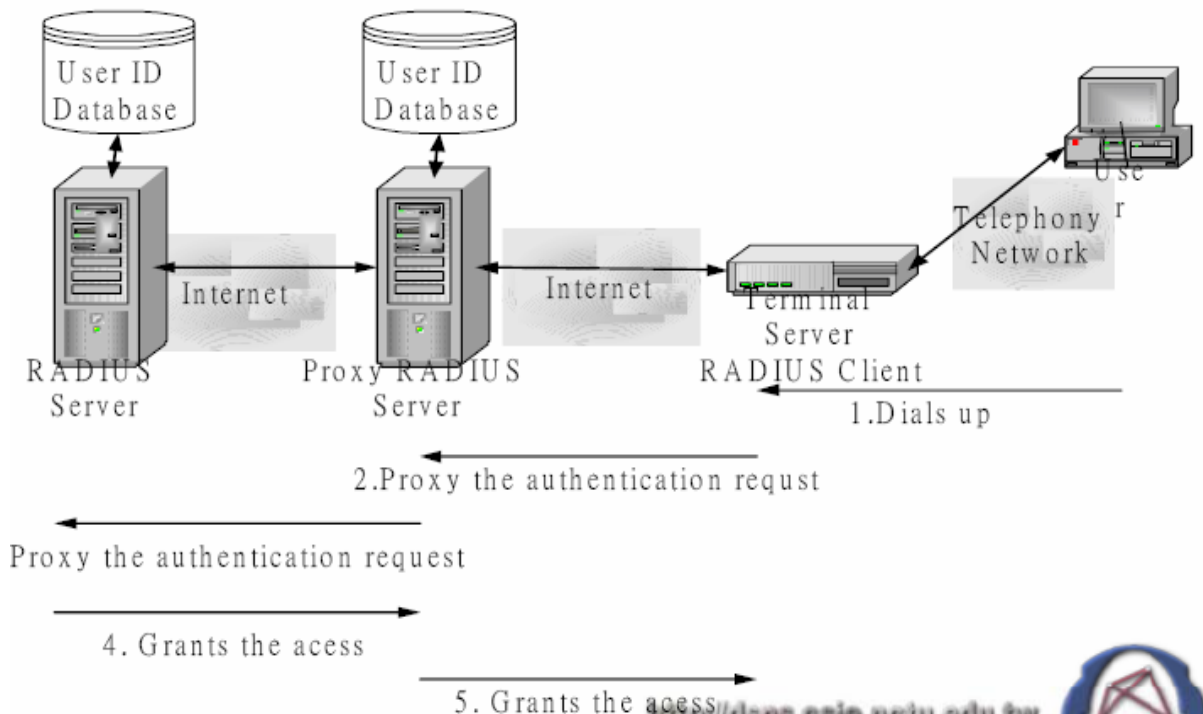 User ID
Database
User ID
Database
User
Telephony
Network
Internet
Internet
Terminal
Server
RADIUS
Server
Proxy RADIUS
Server
RADIUS Client
1.Dials up
2.Proxy the authentication requst
Proxy the authentication request
4. Grants the acess
5. Grants the acess